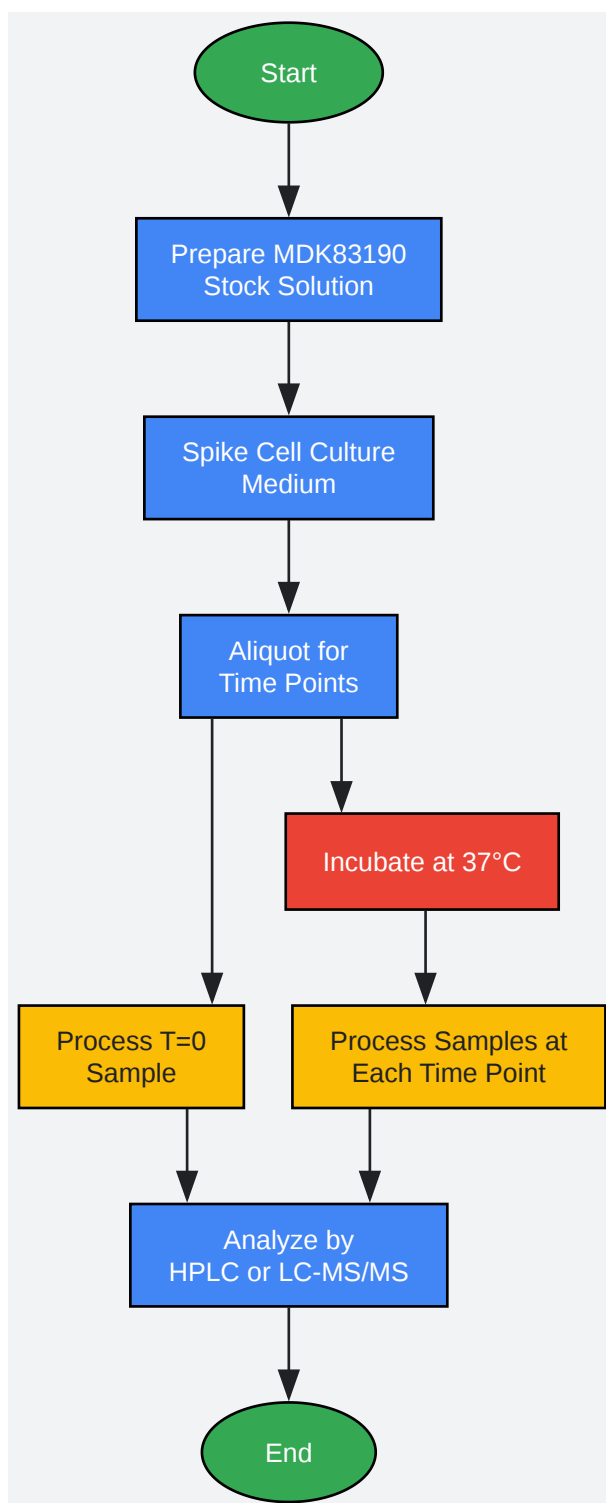 Start
Prepare MDK83190
Stock Solution
Spike Cell Culture
Medium
Aliquot for
Time Points
Incubate at 37°C
Process T=0
Sample
Process Samples at
Each Time Point
Analyze by
HPLC or LC-MS/MS
End